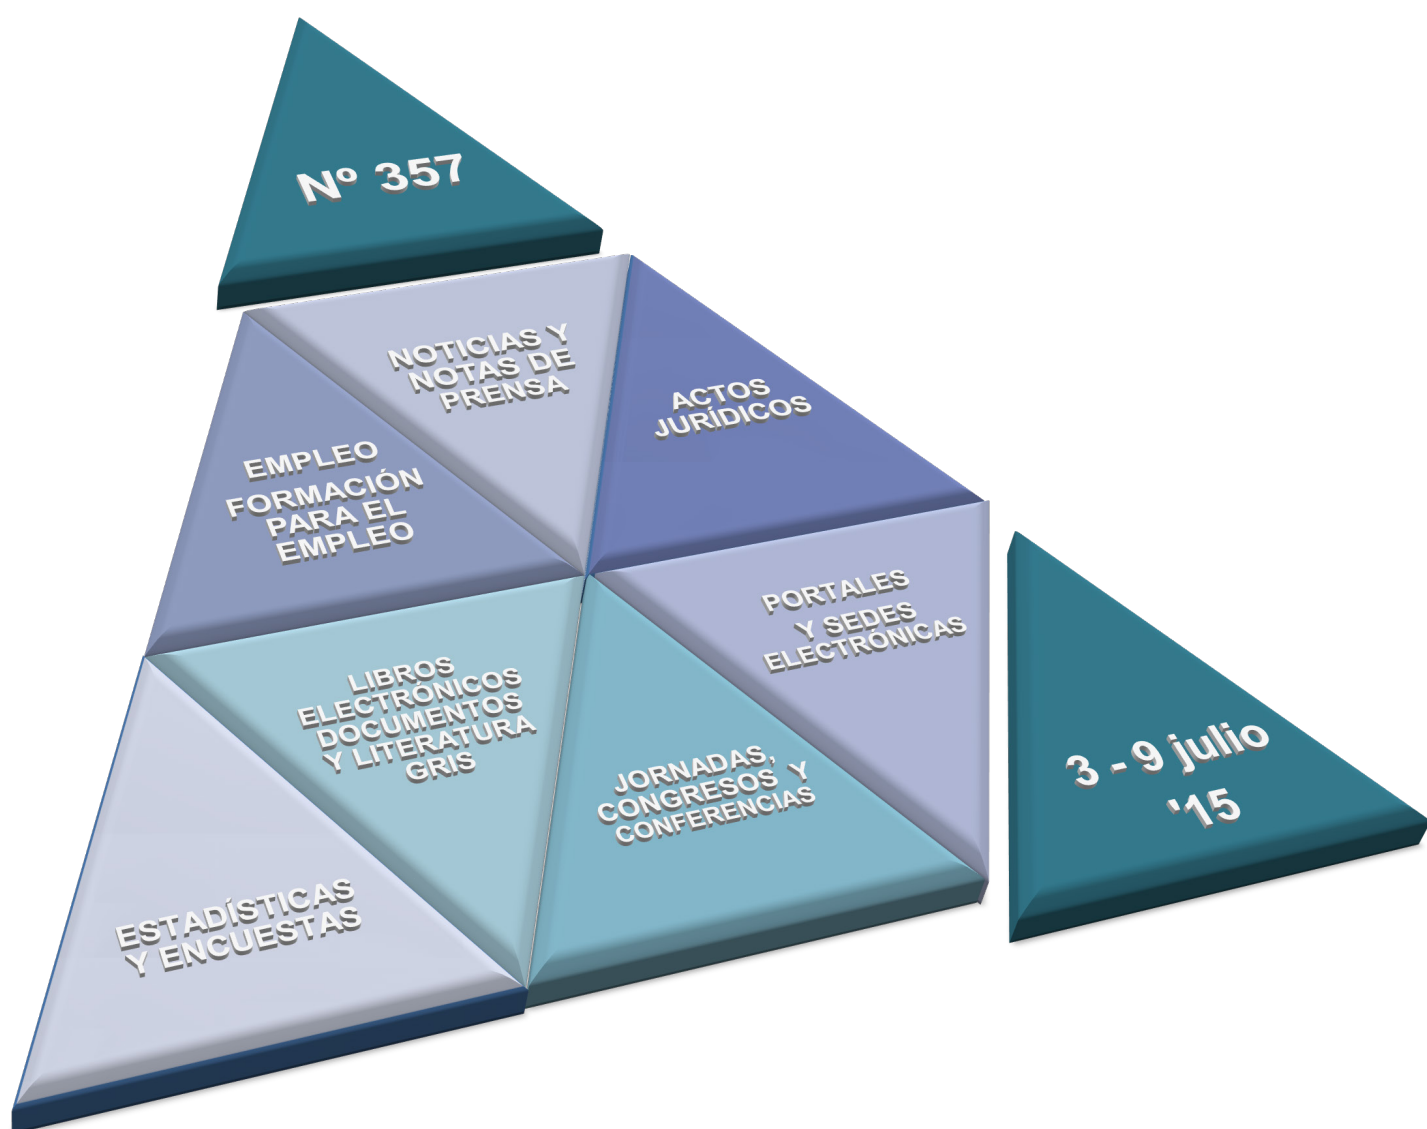 Nº 357
NOTICIAS Y
NOTAS DE
PRENSA
ACTOS
JURÍDICOS
EMPLEO
FORMACIÓN
PARA EL
EMPLEO
PORTALES
Y SEDES
ELECTRÓNICAS
LIBROS
ELECTRÓNICOS
DOCUMENTOS
Y LITERATURA
GRIS
JORNADAS,
CONGRESOS Y
CONFERENCIAS
3 - 9 julio
'15
ESTADÍSTICAS
Y ENCUESTAS